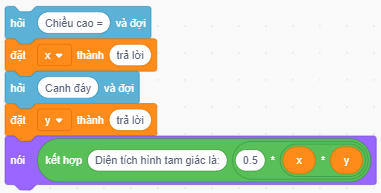 hỏi Chiều cao = và đợi
đặt x thành trả lời
hỏi Cạnh đáy và đợi
đặt y thành trả lời
nói kết hợp Diện tích hình tam giác là: 0.5 * x * y